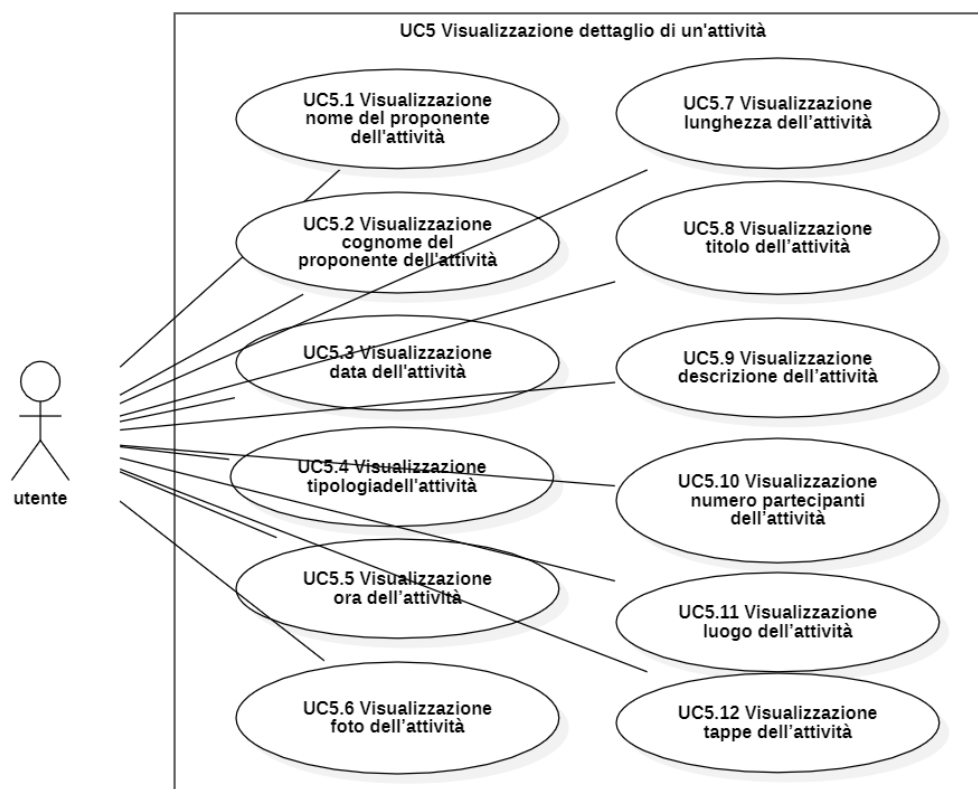 UC5 Visualizzazione dettaglio di un'attività
UC5.1 Visualizzazione
nome del proponente
dell'attività
UC5.2 Visualizzazione
cognome del
proponente dell'attività
UC5.3 Visualizzazione
data dell'attività
UC5.4 Visualizzazione
tipologiadell'attività
UC5.5 Visualizzazione
ora dell’attività
UC5.6 Visualizzazione
foto dell’attività
UC5.7 Visualizzazione
lunghezza dell’attività
UC5.8 Visualizzazione
titolo dell’attività
UC5.9 Visualizzazione
descrizione dell’attività
UC5.10 Visualizzazione
numero partecipanti
dell’attività
UC5.11 Visualizzazione
luogo dell’attività
UC5.12 Visualizzazione
tappe dell’attività
utente